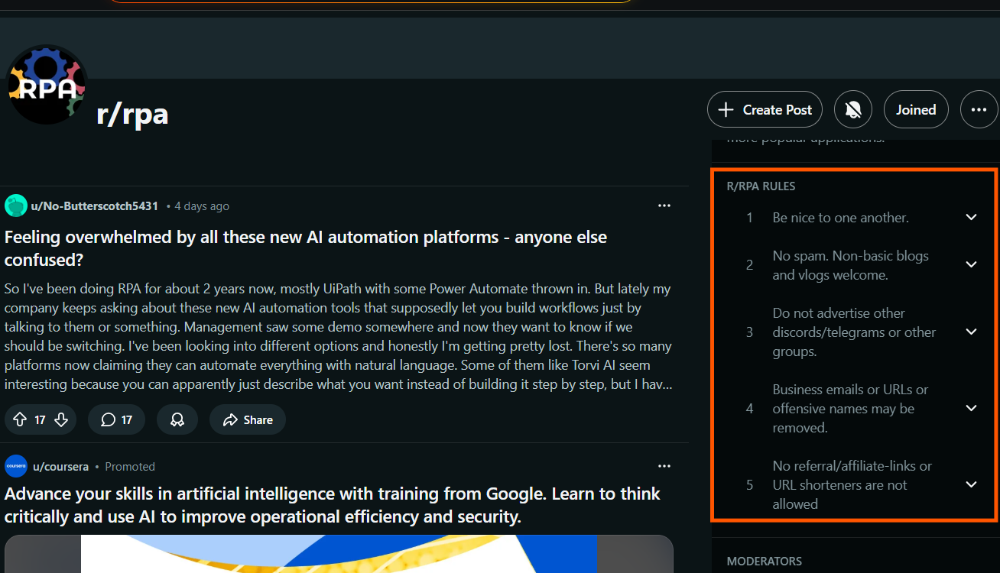 RPA
r/rpa
Create Post
Joined
more popular applications.
u/No-Butterscotch5431 • 4 days ago
Feeling overwhelmed by all these new AI automation platforms - anyone else
confused?
So I've been doing RPA for about 2 years now, mostly UiPath with some Power Automate thrown in. But lately my
company keeps asking about these new AI automation tools that supposedly let you build workflows just by
talking to them or something. Management saw some demo somewhere and now they want to know if we
should be switching. I've been looking into different options and honestly I'm getting pretty lost. There's so many
platforms now claiming they can automate everything with natural language. Some of them like Torvi AI seem
interesting because you can apparently just describe what you want instead of building it step by step, but I hav...
17
17
Share
coursera
u/coursera • Promoted
Advance your skills in artificial intelligence with training from Google. Learn to think
critically and use AI to improve operational efficiency and security.
R/RPA RULES
1 Be nice to one another.
2 No spam. Non-basic blogs
and vlogs welcome.
3 Do not advertise other
discords/telegrams or other
groups.
4 Business emails or URLs or
offensive names may be
removed.
5 No referral/affiliate-links or
URL shorteners are not
allowed
MODERATORS